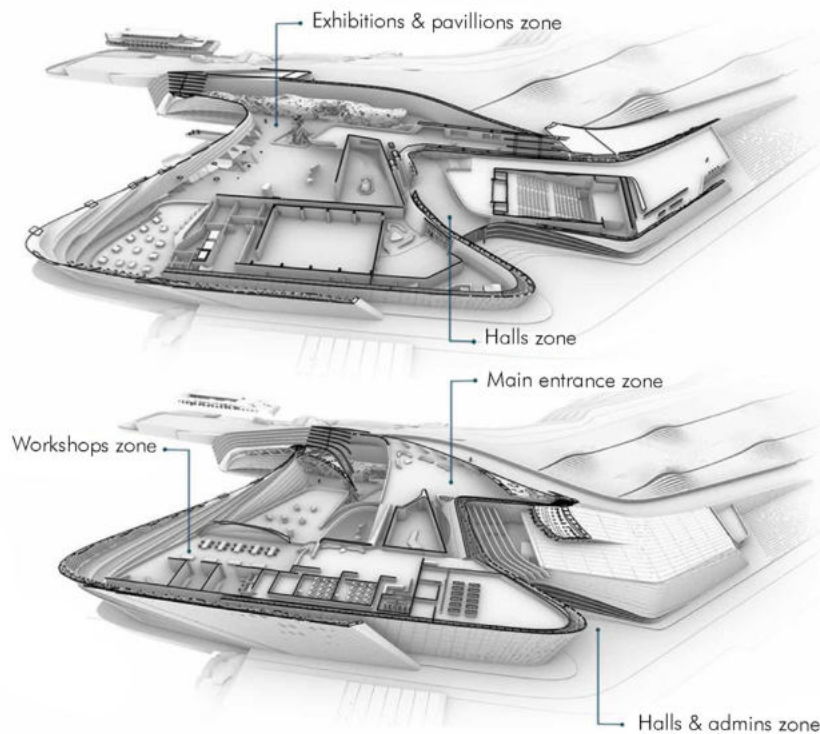 Exhibitions & pavillions zone
Halls zone
Main entrance zone
Workshops zone
Halls & admins zone